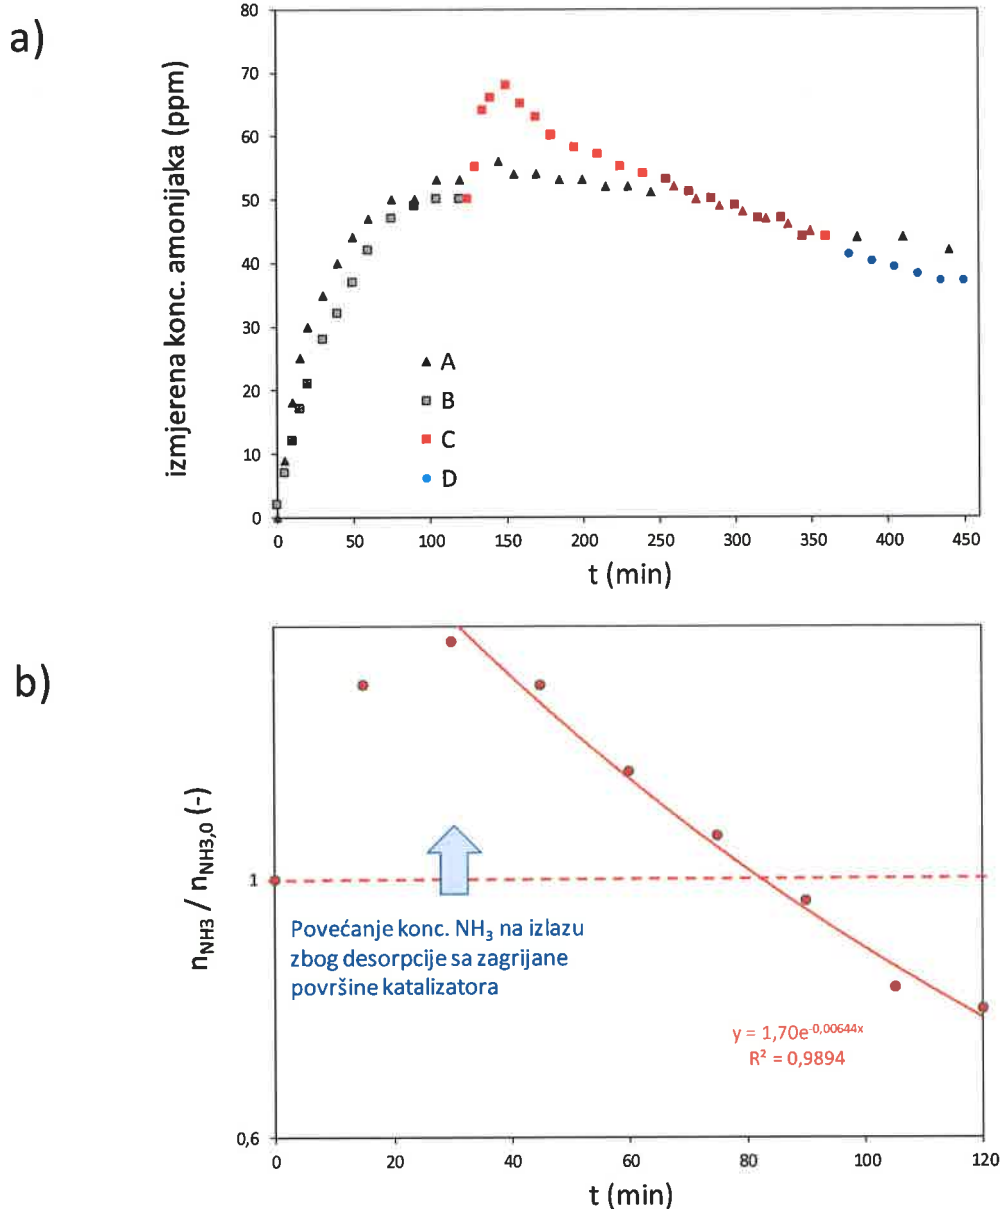 a)
izmjerena konc. amonijaka (ppm)
80
70
60
50
40
30
20
10
0
A
B
C
D
0 50 100 150 200 250 300 350 400 450
t (min)
b)
n_NH3 / n_NH3,0 (-)
1
0,6
Povećanje konc. NH₃ na izlazu
zbog desorpcije sa zagrijane
površine katalizatora
y = 1,70e^-0,00644x
R² = 0,9894
0 20 40 60 80 100 120
t (min)